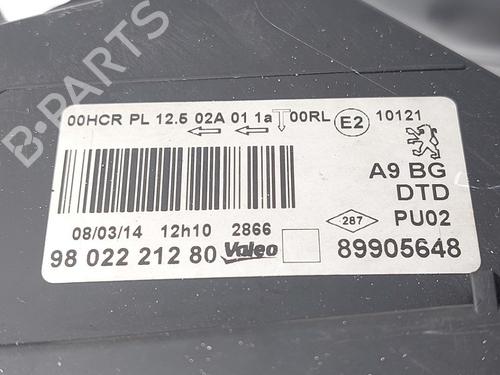 B-PARTS
00HCR PL 12.5 02A 01 1a 00RL E2 10121
A9 BG
DTD
287 PU02
08/03/14 12h10 2866
98 022 212 80 Valeo 89905648